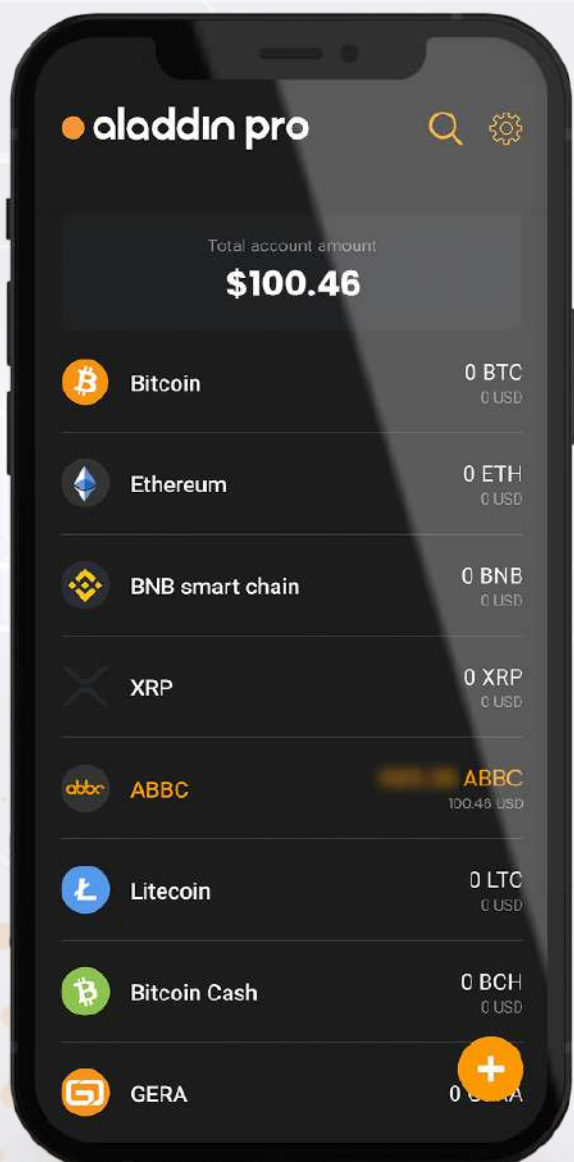 aladdin pro
Total account amount
$100.46
Bitcoin
0 BTC
0 USD
Ethereum
0 ETH
0 USD
BNB smart chain
0 BNB
0 USD
XRP
0 XRP
0 USD
abbc
ABBC
ABBC
100.46 USD
Litecoin
0 LTC
0 USD
Bitcoin Cash
0 BCH
0 USD
GERA
0